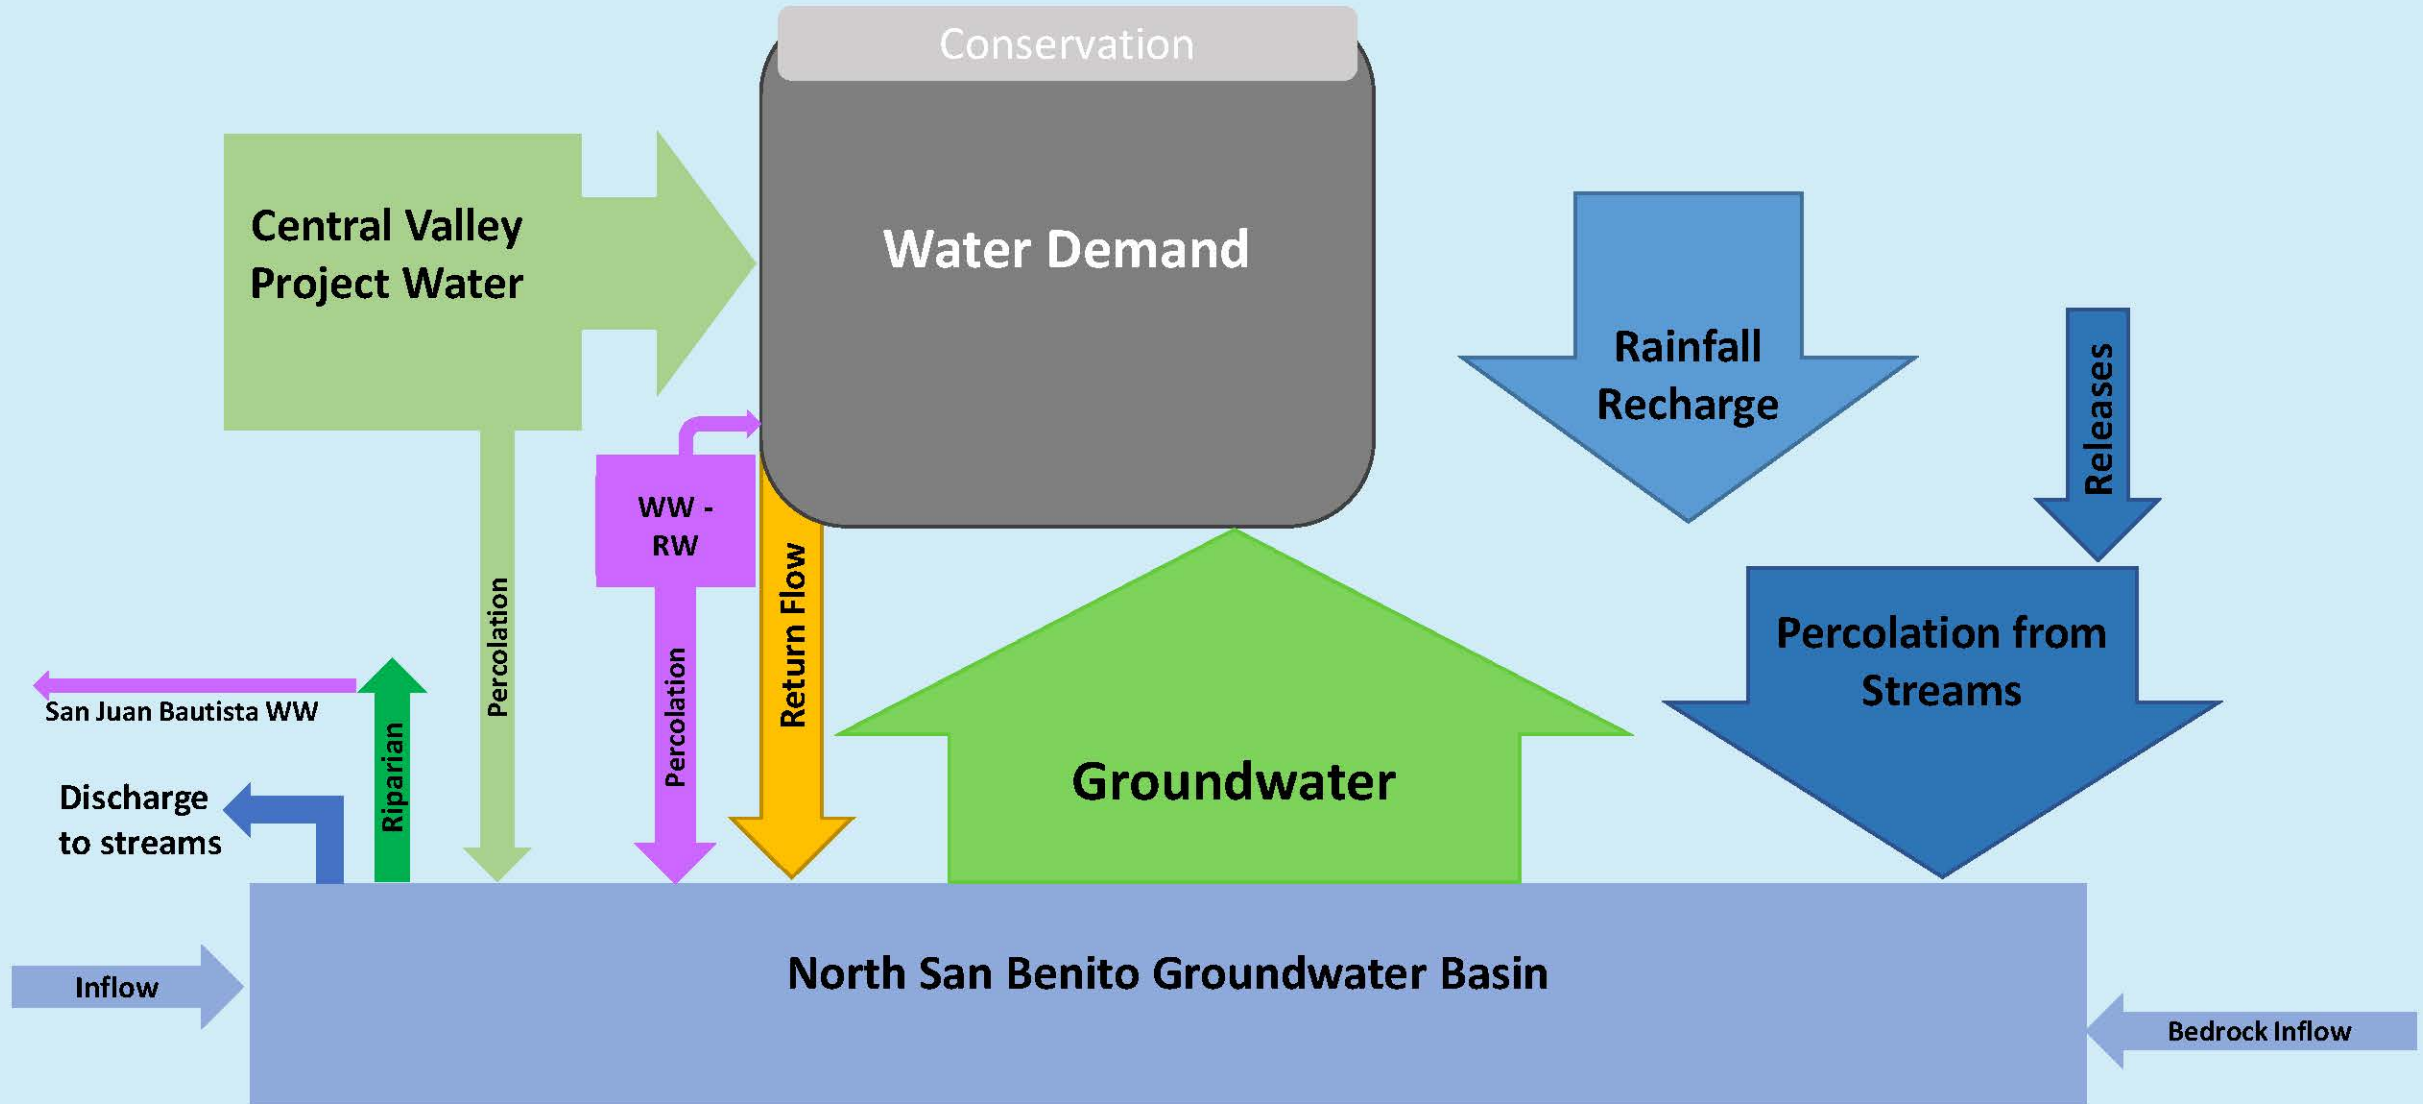 Conservation
Central Valley
Project Water
Water Demand
Rainfall
Recharge
Releases
WW -
RW
Percolation
Return Flow
Percolation from
Streams
Percolation
San Juan Bautista WW
Riparian
Groundwater
Discharge
to streams
North San Benito Groundwater Basin
Inflow
Bedrock Inflow